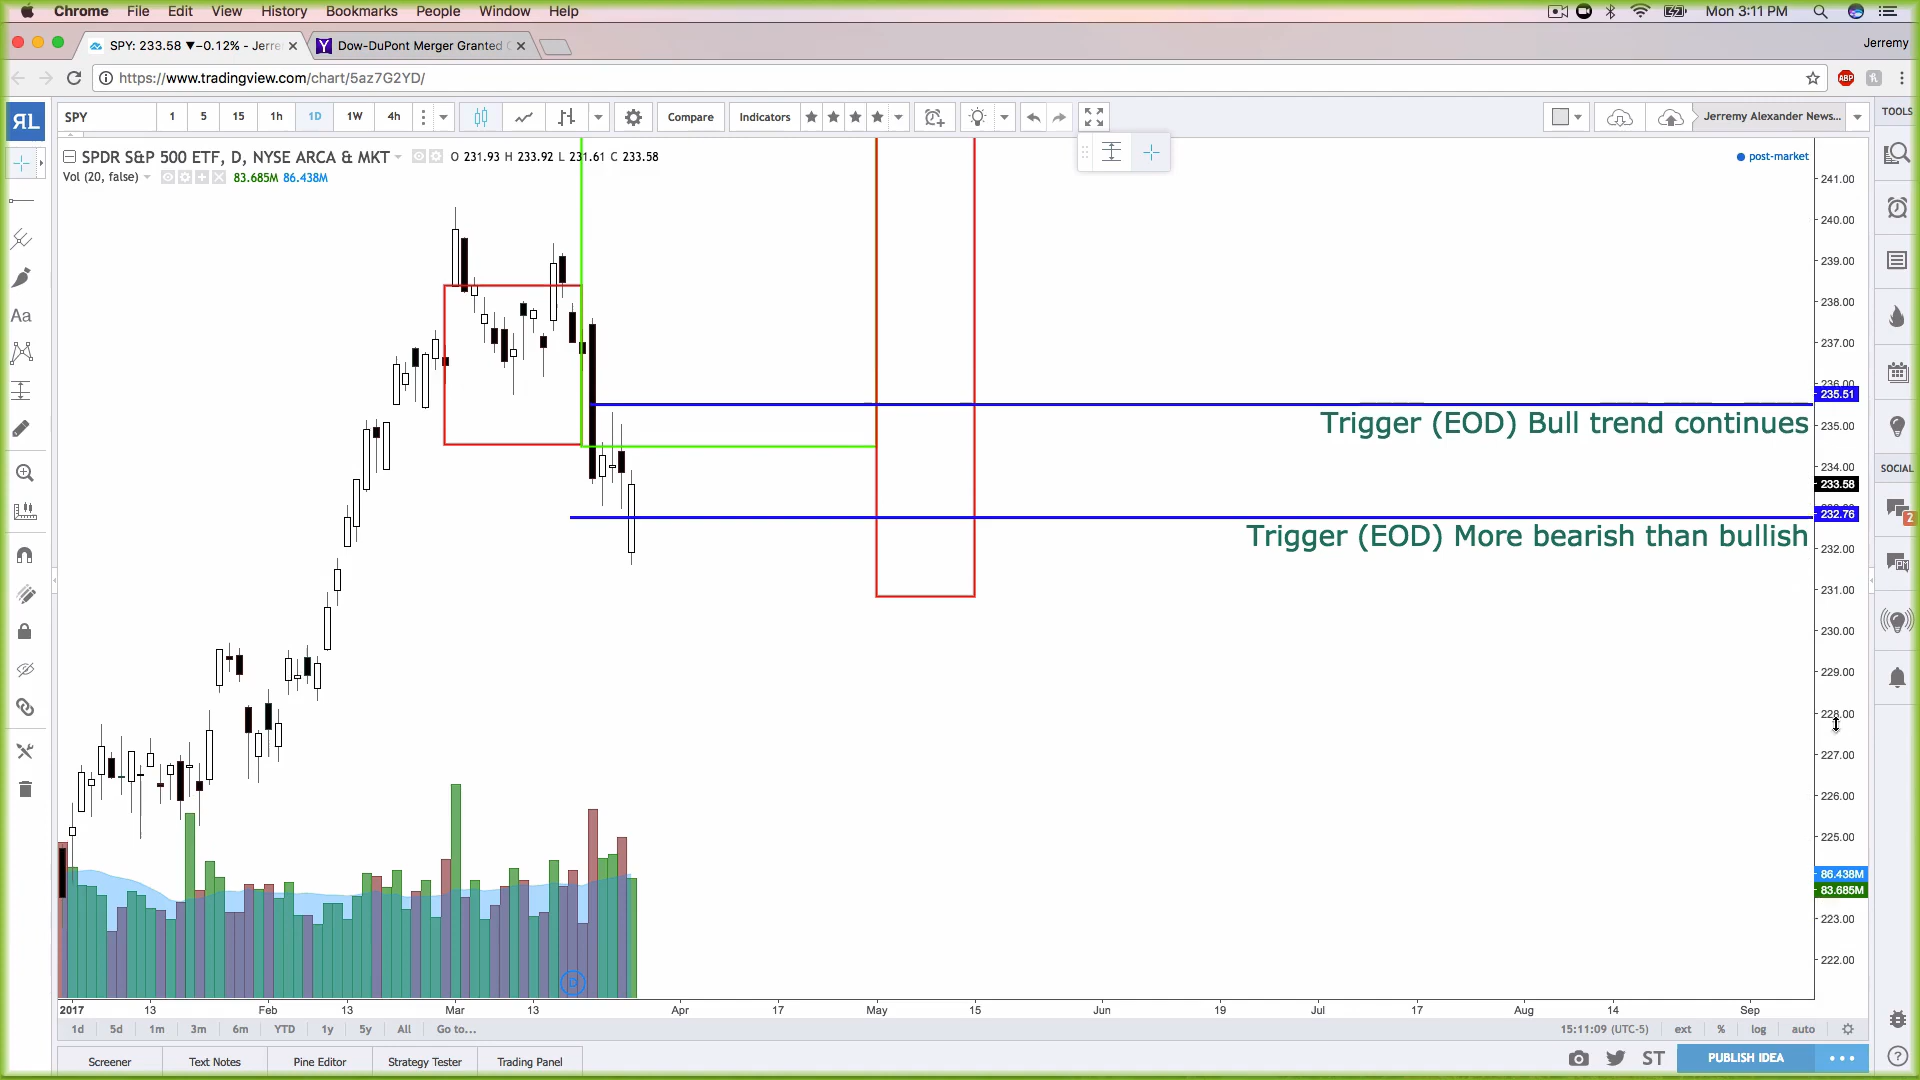 Chrome File Edit View History Bookmarks People Window Help Mon 3:11 PM
SPY: 233.58 ▼−0.12% - Jerre Dow-DuPont Merger Granted Jerremy
https://www.tradingview.com/chart/5az7G2YD/ ABP
ЯL SPY 1 5 15 1h 1D 1W 4h Compare Indicators Jerremy Alexander News... TOOLS
SPDR S&P 500 ETF, D, NYSE ARCA & MKT O 231.93 H 233.92 L 231.61 C 233.58 post-market
Vol (20, false) 83.685M 86.438M
241.00
240.00
239.00
238.00
237.00
236.00
235.51
Trigger (EOD) Bull trend continues
235.00
234.00
SOCIAL
233.58
232.76
2
Trigger (EOD) More bearish than bullish
232.00
231.00
230.00
229.00
228.00
227.00
226.00
225.00
86.438M
83.685M
223.00
222.00
2017 13 Feb 13 Mar 13 Apr 17 May 15 Jun 19 Jul 17 Aug 14 Sep
1d 5d 1m 3m 6m YTD 1y 5y All Go to... 15:11:09 (UTC-5) ext % log auto
Screener Text Notes Pine Editor Strategy Tester Trading Panel ST PUBLISH IDEA